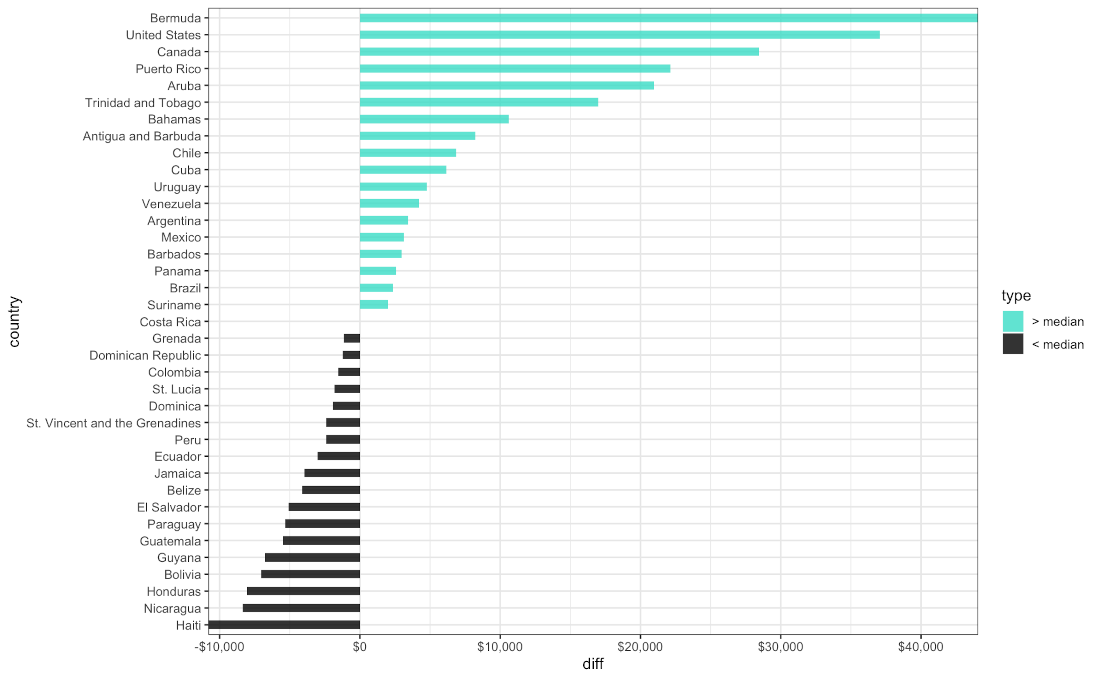 country
Bermuda
United States
Canada
Puerto Rico
Aruba
Trinidad and Tobago
Bahamas
Antigua and Barbuda
Chile
Cuba
Uruguay
Venezuela
Argentina
Mexico
Barbados
Panama
Brazil
Suriname
Costa Rica
Grenada
Dominican Republic
Colombia
St. Lucia
Dominica
St. Vincent and the Grenadines
Peru
Ecuador
Jamaica
Belize
El Salvador
Paraguay
Guatemala
Guyana
Bolivia
Honduras
Nicaragua
Haiti
-$10,000 $0 $10,000 $20,000 $30,000 $40,000
diff
type
> median
< median